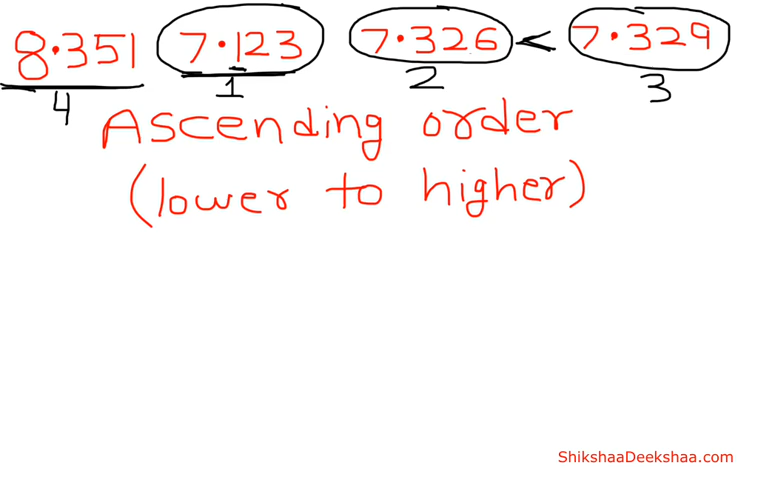 8.351 7.123 7.326 < 7.329
4 1 2 3
Ascending order
(lower to higher)
ShikshaaDeekshaa.com